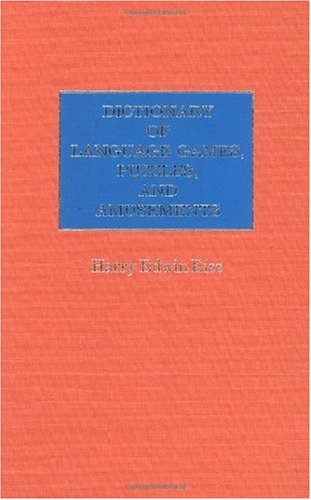 DICTIONARY
OF
LANGUAGE GAMES,
PUZZLES,
AND
AMUSEMENTS
Harry Edwin Eiss